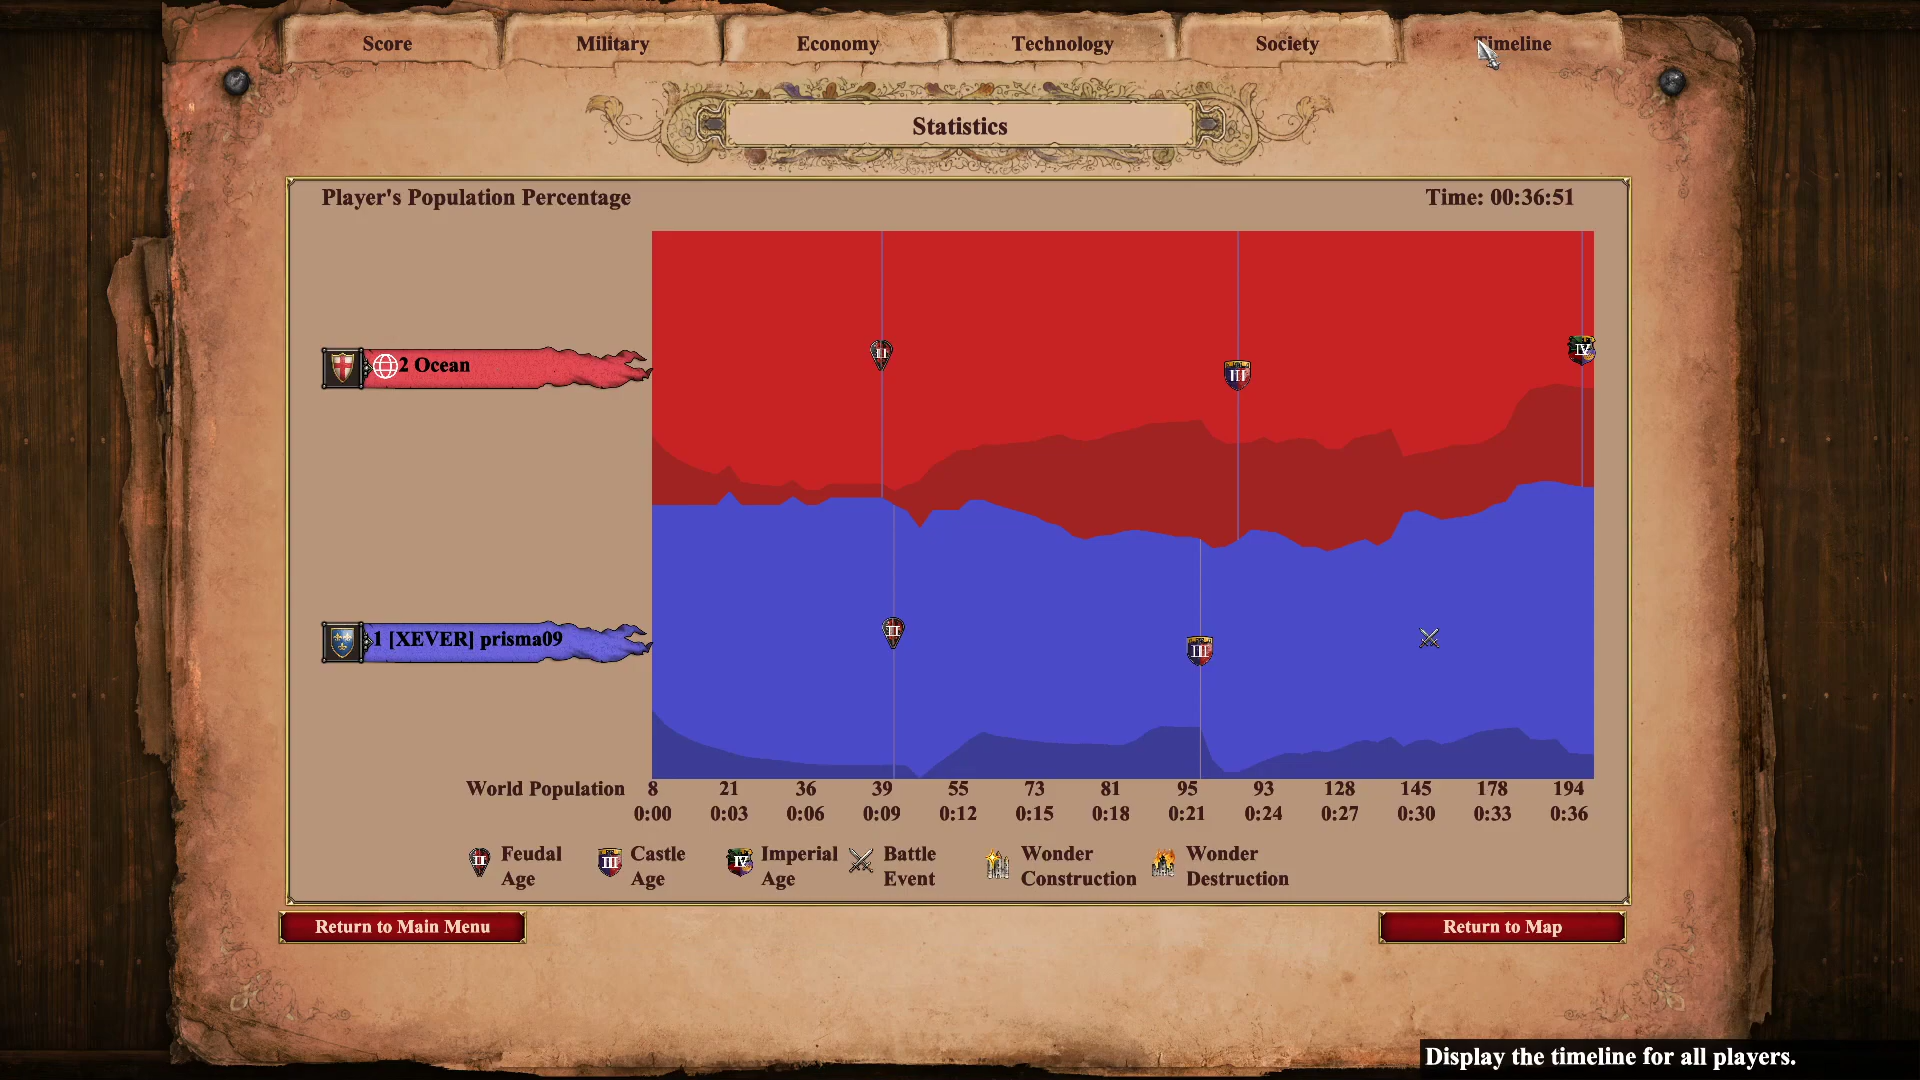 Score Military Economy Technology Society Timeline
Statistics
Player's Population Percentage Time: 00:36:51
2 Ocean
1 [XEVER] prisma09
World Population 8 21 36 39 55 73 81 95 93 128 145 178 194
0:00 0:03 0:06 0:09 0:12 0:15 0:18 0:21 0:24 0:27 0:30 0:33 0:36
II Feudal Age
III Castle Age
IV Imperial Age
Battle Event
Wonder Construction
Wonder Destruction
Return to Main Menu Return to Map
Display the timeline for all players.